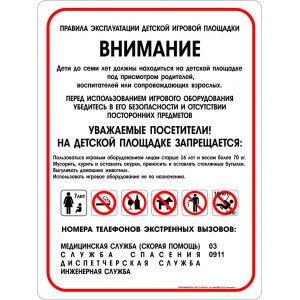 ПРАВИЛА ЭКСПЛУАТАЦИИ ДЕТСКОЙ ИГРОВОЙ ПЛОЩАДКИ
ВНИМАНИЕ
Дети до семи лет должны находиться на детской площадке
под присмотром родителей,
воспитателей или сопровождающих взрослых.
ПЕРЕД ИСПОЛЬЗОВАНИЕМ ИГРОВОГО ОБОРУДОВАНИЯ
УБЕДИТЕСЬ В ЕГО БЕЗОПАСНОСТИ И ОТСУТСТВИИ
ПОСТОРОННИХ ПРЕДМЕТОВ
УВАЖАЕМЫЕ ПОСЕТИТЕЛИ!
НА ДЕТСКОЙ ПЛОЩАДКЕ ЗАПРЕЩАЕТСЯ:
Пользоваться игровым оборудованием лицам старше 16 лет и весом более 70 кг.
Мусорить, курить и оставлять окурки, приносить и оставлять стеклянные бутылки.
Выгуливать домашних животных.
Использовать игровое оборудование не по назначению.
НОМЕРА ТЕЛЕФОНОВ ЭКСТРЕННЫХ ВЫЗОВОВ:
МЕДИЦИНСКАЯ СЛУЖБА (СКОРАЯ ПОМОЩЬ) 03
СЛУЖБА СПАСЕНИЯ 0911
ДИСПЕТЧЕРСКАЯ СЛУЖБА
ИНЖЕНЕРНАЯ СЛУЖБА